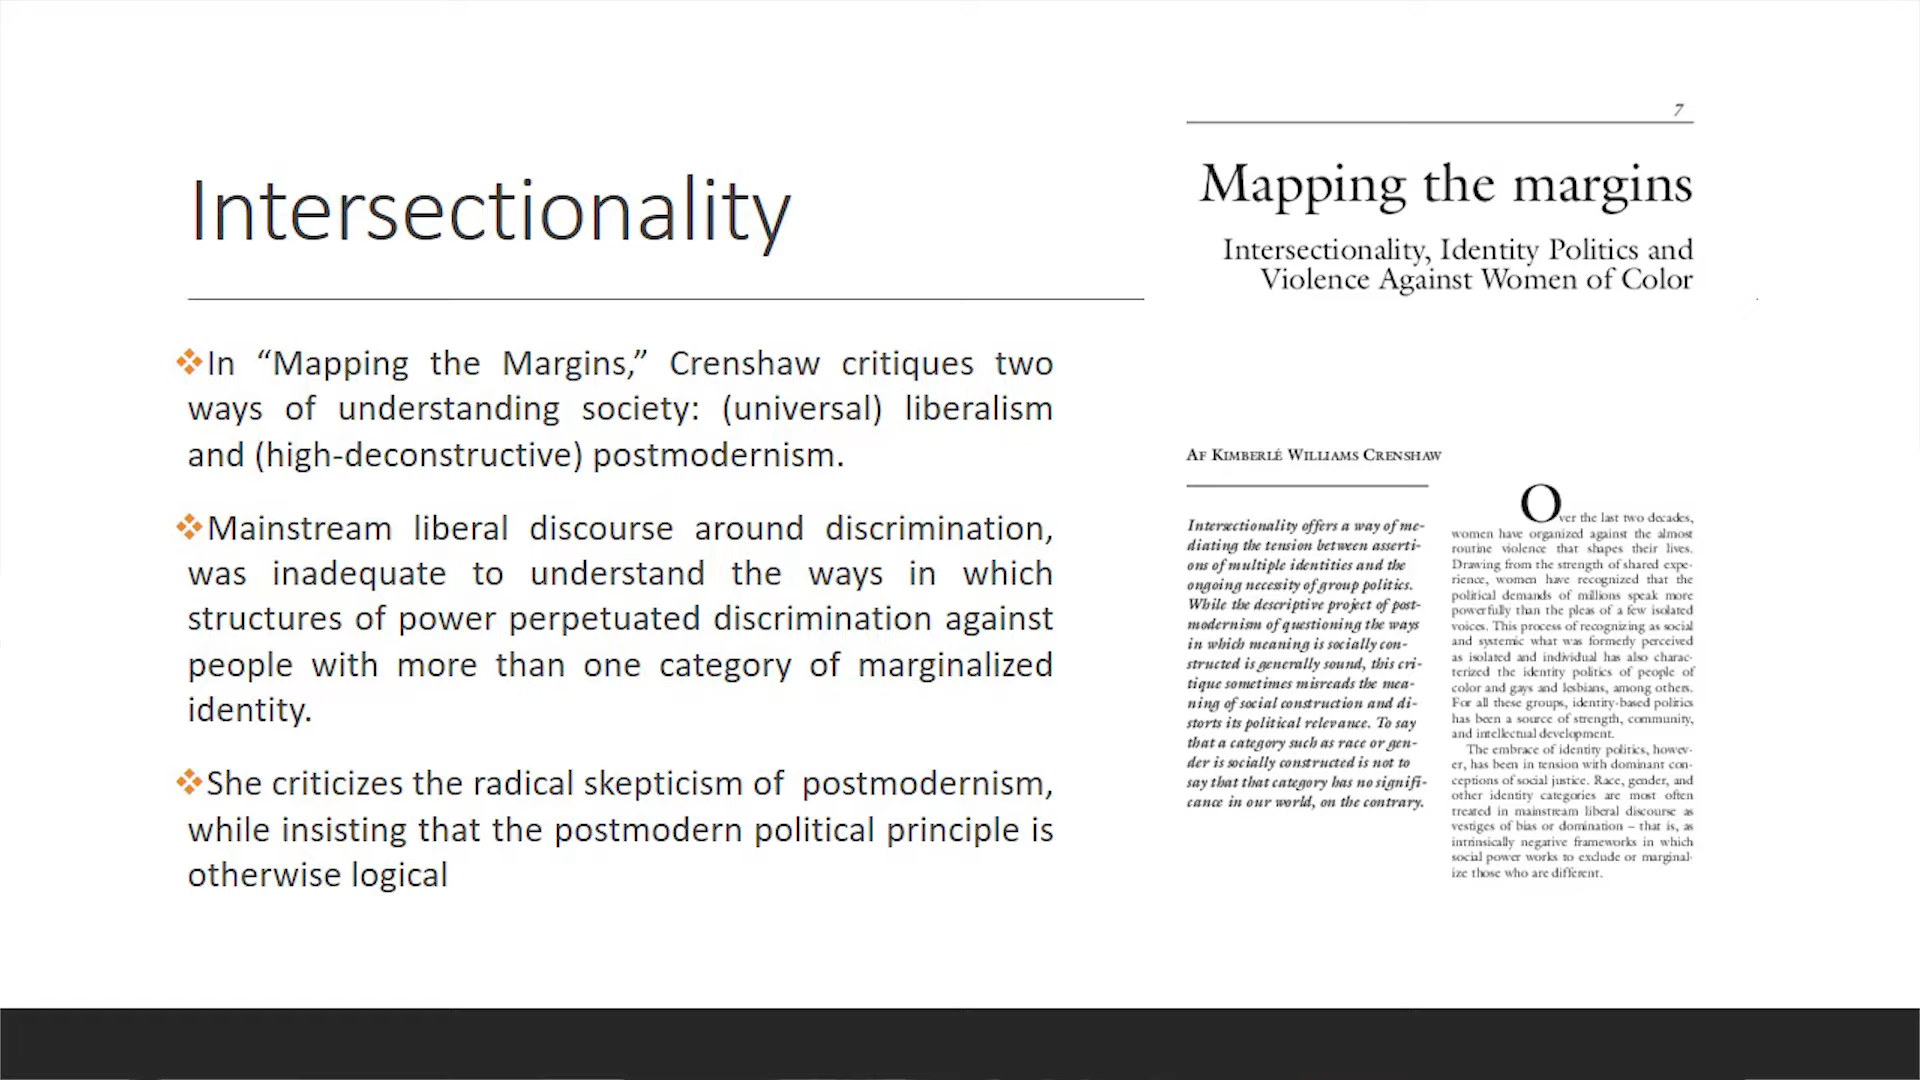 Intersectionality
❖In “Mapping the Margins,” Crenshaw critiques two
ways of understanding society: (universal) liberalism
and (high-deconstructive) postmodernism.
❖Mainstream liberal discourse around discrimination,
was inadequate to understand the ways in which
structures of power perpetuated discrimination against
people with more than one category of marginalized
identity.
❖She criticizes the radical skepticism of postmodernism,
while insisting that the postmodern political principle is
otherwise logical
7
Mapping the margins
Intersectionality, Identity Politics and
Violence Against Women of Color
AF KIMBERLÉ WILLIAMS CRENSHAW
Intersectionality offers a way of me-
diating the tension between asserti-
ons of multiple identities and the
ongoing necessity of group politics.
While the descriptive project of post-
modernism of questioning the ways
in which meaning is socially con-
structed is generally sound, this cri-
tique sometimes misreads the mea-
ning of social construction and di-
storts its political relevance. To say
that a category such as race or gen-
der is socially constructed is not to
say that that category has no signifi-
cance in our world, on the contrary.
Over the last two decades,
women have organized against the almost
routine violence that shapes their lives.
Drawing from the strength of shared expe-
rience, women have recognized that the
political demands of millions speak more
powerfully than the pleas of a few isolated
voices. This process of recognizing as social
and systemic what was formerly perceived
as isolated and individual has also charac-
terized the identity politics of people of
color and gays and lesbians, among others.
For all these groups, identity-based politics
has been a source of strength, community,
and intellectual development.
The embrace of identity politics, howev-
er, has been in tension with dominant con-
ceptions of social justice. Race, gender, and
other identity categories are most often
treated in mainstream liberal discourse as
vestiges of bias or domination – that is, as
intrinsically negative frameworks in which
social power works to exclude or marginal-
ize those who are different.